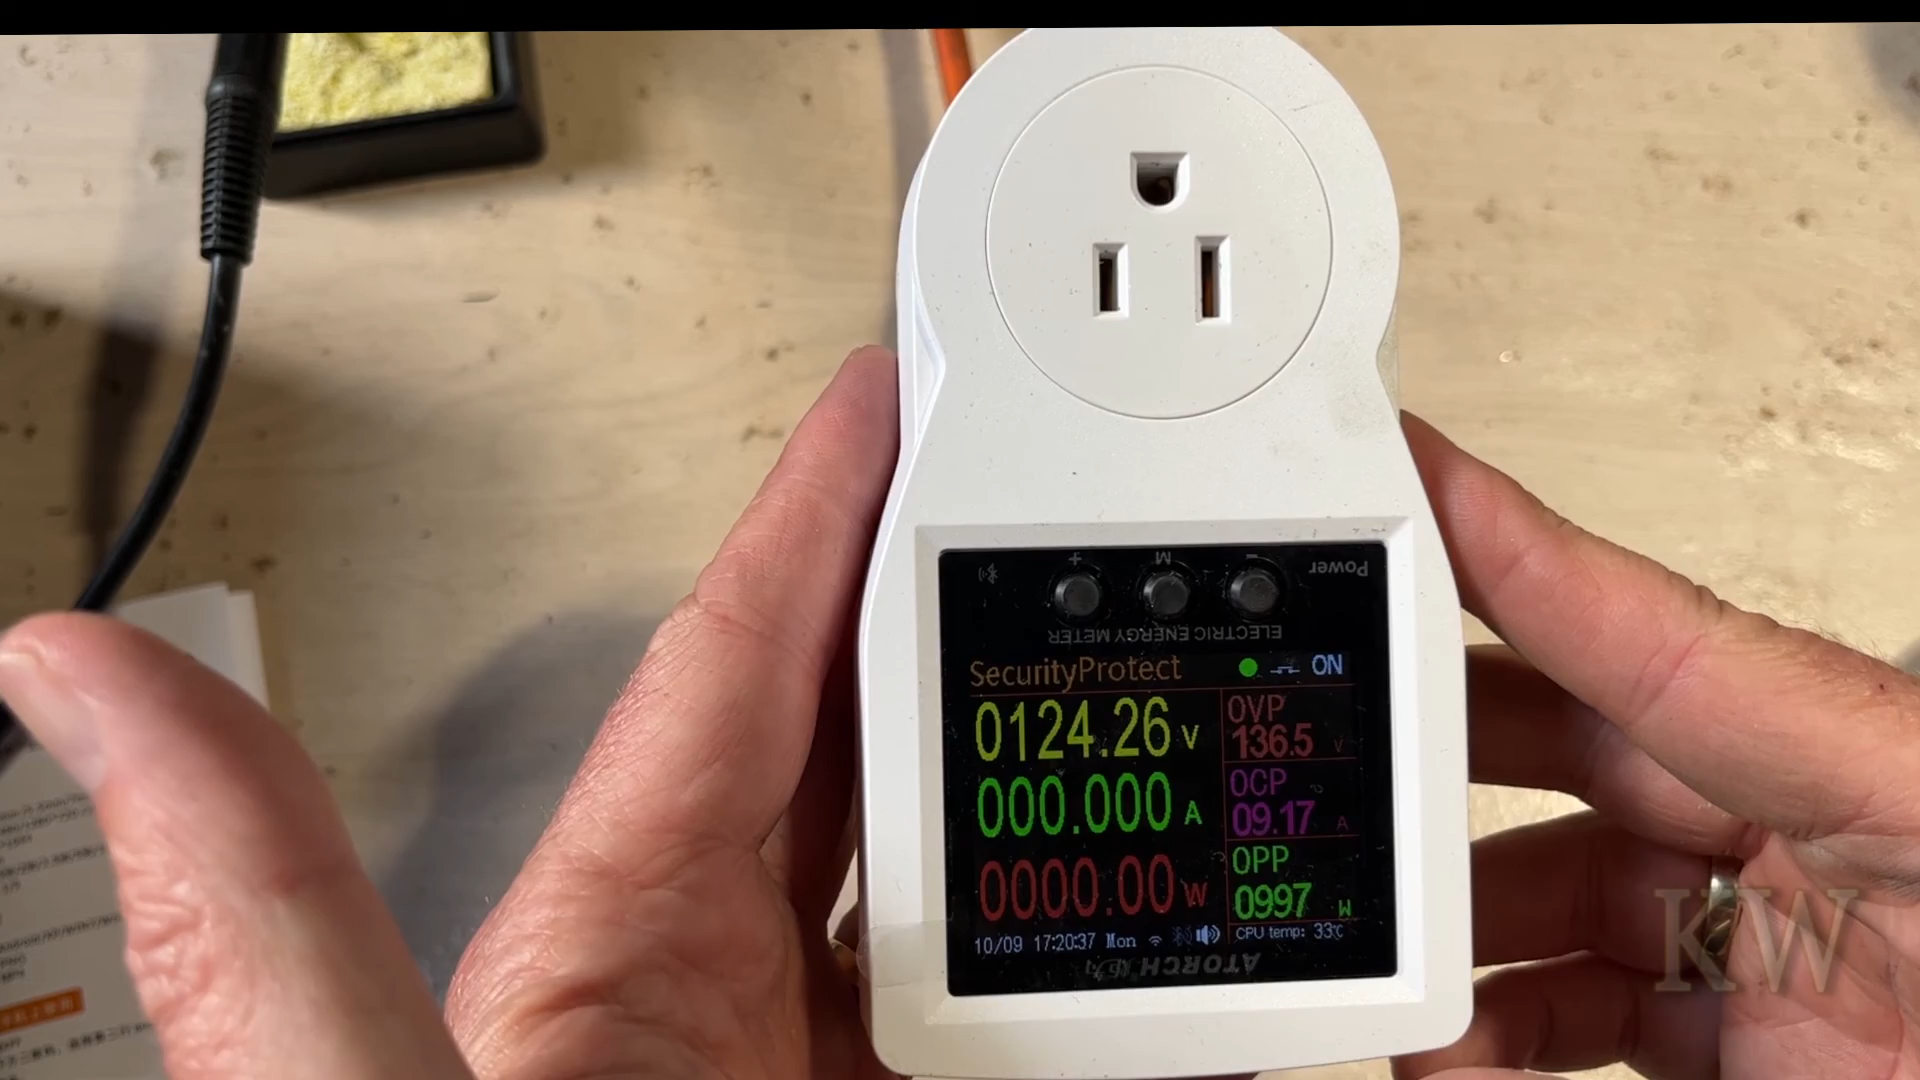 Power
+ M -
ELECTRIC ENERGY METER
SecurityProtect ON
0124.26 V
000.000 A
0000.00 W
OVP
136.5 V
OCP
09.17 A
OPP
0997 W
10/09 17:20:37 Mon
CPU temp: 33℃
ATORCH
KW